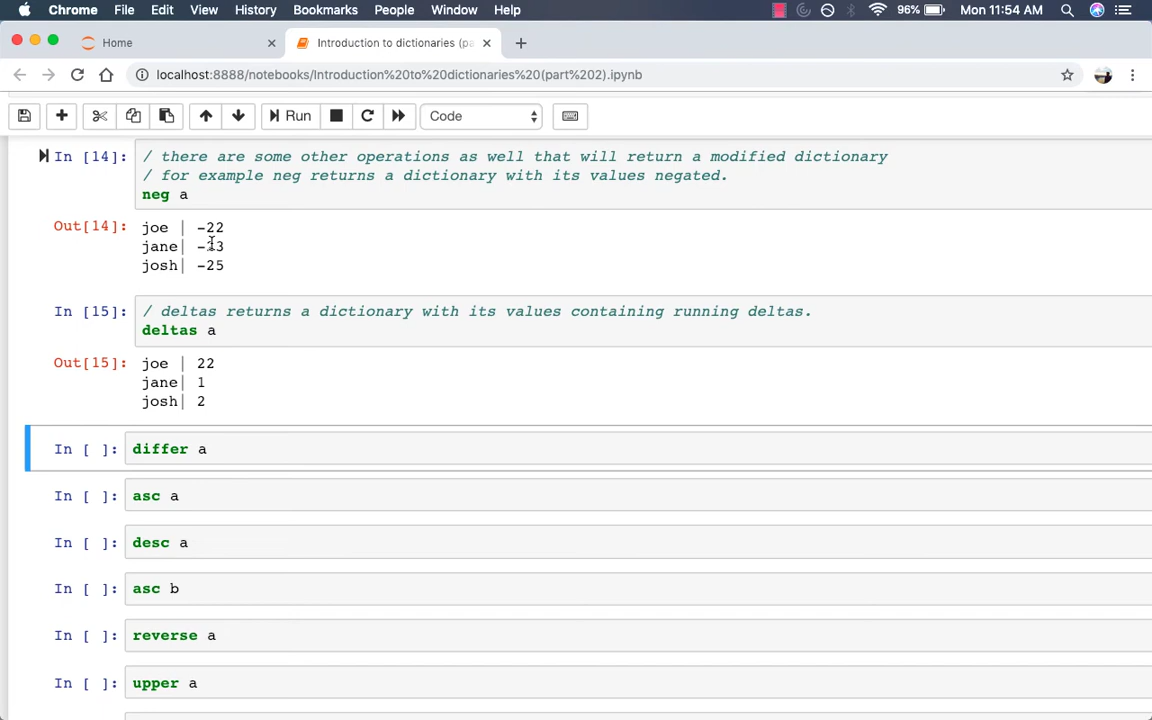 Chrome File Edit View History Bookmarks People Window Help 96% Mon 11:54 AM
Home Introduction to dictionaries (pa
localhost:8888/notebooks/Introduction%20to%20dictionaries%20(part%202).ipynb
Run Code
In [14]: / there are some other operations as well that will return a modified dictionary
/ for example neg returns a dictionary with its values negated.
neg a
Out[14]: joe | -22
jane| -23
josh| -25
In [15]: / deltas returns a dictionary with its values containing running deltas.
deltas a
Out[15]: joe | 22
jane| 1
josh| 2
In [ ]: differ a
In [ ]: asc a
In [ ]: desc a
In [ ]: asc b
In [ ]: reverse a
In [ ]: upper a